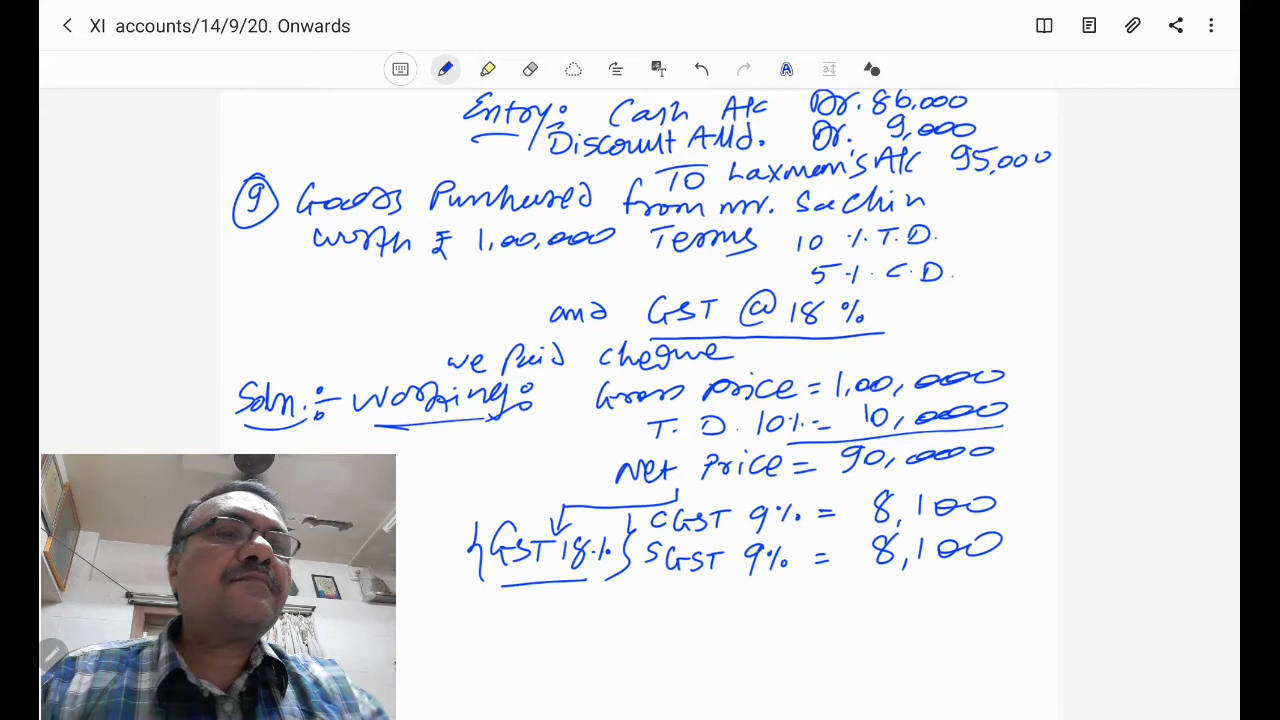 XI accounts/14/9/20. Onwards
Entry: Cash A/c Dr. 86,000
Discount Alld. Dr. 9,000
To Laxman's A/c 95,000
9 Goods Purchased from Mr. Sachin
worth ₹ 1,00,000 Terms 10 %. T.D.
5 %. C.D.
and GST @ 18 %
we Paid cheque
Soln. :- Working: Gross Price = 1,00,000
T. D. 10%= 10,000
Net Price = 90,000
CGST 9% = 8,100
{GST 18%} SGST 9% = 8,100